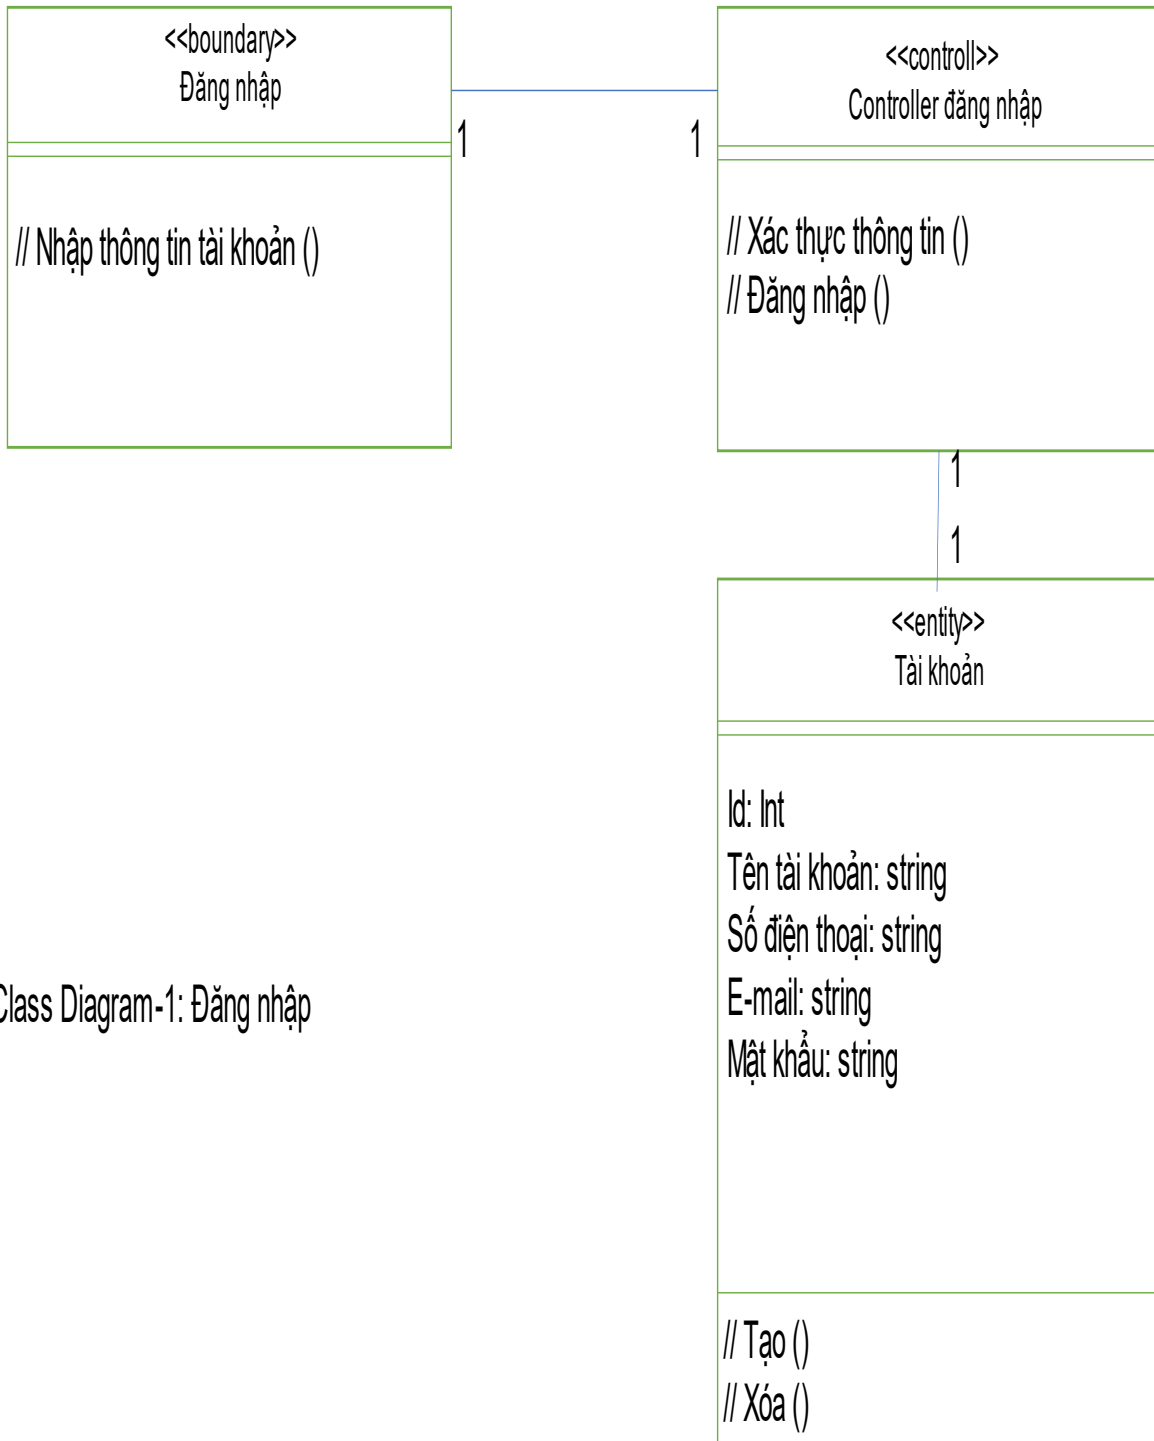 <<boundary>>
Đăng nhập
1
// Nhập thông tin tài khoản ()
<<controll>>
Controller đăng nhập
1
// Xác thực thông tin ()
// Đăng nhập ()
1
1
<<entity>>
Tài khoản
Id: Int
Tên tài khoản: string
Số điện thoại: string
E-mail: string
Mật khẩu: string
// Tạo ()
// Xóa ()
Class Diagram-1: Đăng nhập